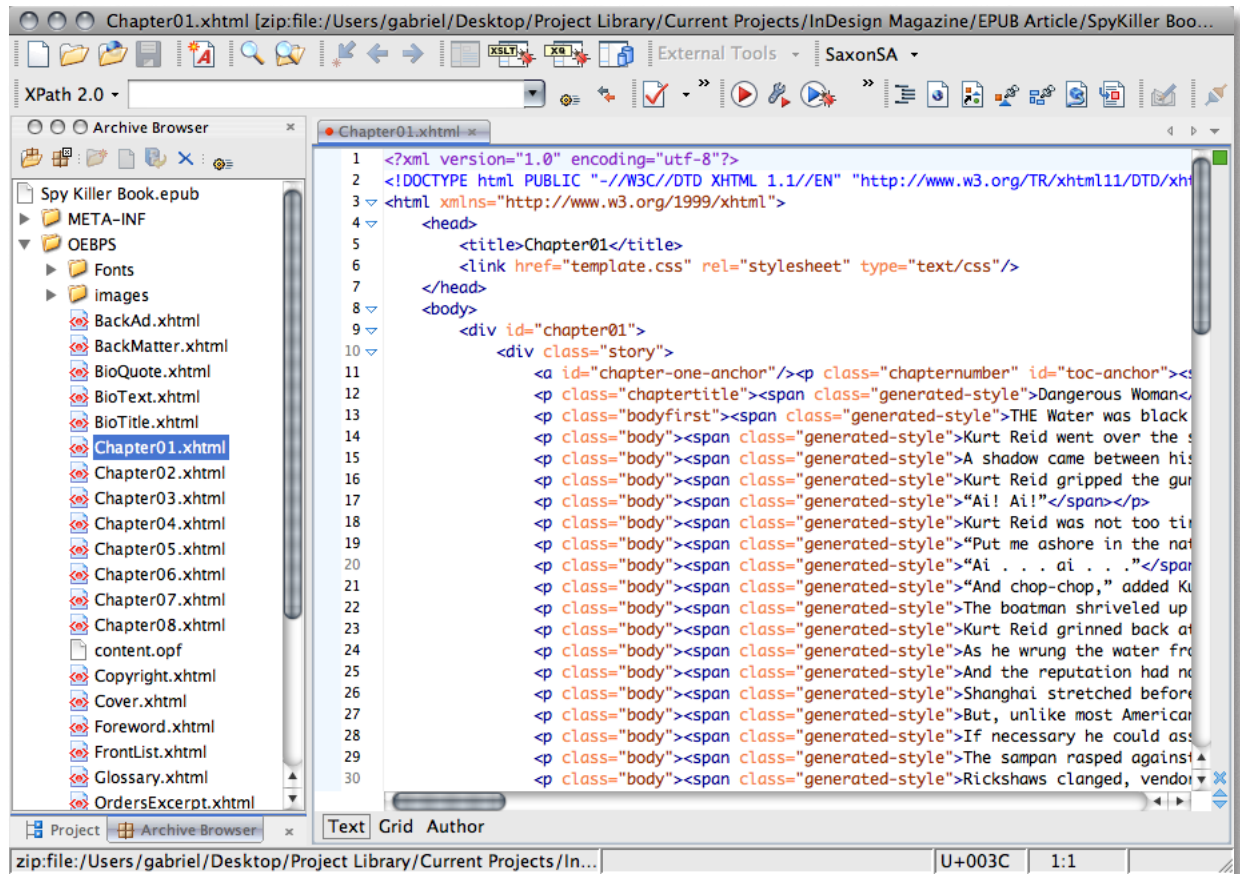 Chapter01.xhtml [zip:file:/Users/gabriel/Desktop/Project Library/Current Projects/InDesign Magazine/EPUB Article/SpyKiller Boo...
XSLT XQ External Tools SaxonSA
XPath 2.0
Archive Browser
Spy Killer Book.epub
META-INF
OEBPS
Fonts
images
BackAd.xhtml
BackMatter.xhtml
BioQuote.xhtml
BioText.xhtml
BioTitle.xhtml
Chapter01.xhtml
Chapter02.xhtml
Chapter03.xhtml
Chapter04.xhtml
Chapter05.xhtml
Chapter06.xhtml
Chapter07.xhtml
Chapter08.xhtml
content.opf
Copyright.xhtml
Cover.xhtml
Foreword.xhtml
FrontList.xhtml
Glossary.xhtml
OrdersExcerpt.xhtml
Project Archive Browser
Chapter01.xhtml
1 <?xml version="1.0" encoding="utf-8"?>
2 <!DOCTYPE html PUBLIC "-//W3C//DTD XHTML 1.1//EN" "http://www.w3.org/TR/xhtml11/DTD/xht
3 <html xmlns="http://www.w3.org/1999/xhtml">
4 <head>
5 <title>Chapter01</title>
6 <link href="template.css" rel="stylesheet" type="text/css"/>
7 </head>
8 <body>
9 <div id="chapter01">
10 <div class="story">
11 <a id="chapter-one-anchor"/><p class="chapternumber" id="toc-anchor"><s
12 <p class="chaptertitle"><span class="generated-style">Dangerous Woman</
13 <p class="bodyfirst"><span class="generated-style">THE Water was black
14 <p class="body"><span class="generated-style">Kurt Reid went over the s
15 <p class="body"><span class="generated-style">A shadow came between his
16 <p class="body"><span class="generated-style">Kurt Reid gripped the gun
17 <p class="body"><span class="generated-style">“Ai! Ai!”</span></p>
18 <p class="body"><span class="generated-style">Kurt Reid was not too tir
19 <p class="body"><span class="generated-style">“Put me ashore in the nat
20 <p class="body"><span class="generated-style">“Ai . . . ai . . .”</span
21 <p class="body"><span class="generated-style">“And chop-chop,” added Ku
22 <p class="body"><span class="generated-style">The boatman shriveled up
23 <p class="body"><span class="generated-style">Kurt Reid grinned back at
24 <p class="body"><span class="generated-style">As he wrung the water fro
25 <p class="body"><span class="generated-style">And the reputation had no
26 <p class="body"><span class="generated-style">Shanghai stretched before
27 <p class="body"><span class="generated-style">But, unlike most American
28 <p class="body"><span class="generated-style">If necessary he could ass
29 <p class="body"><span class="generated-style">The sampan rasped against
30 <p class="body"><span class="generated-style">Rickshaws clanged, vendor
Text Grid Author
zip:file:/Users/gabriel/Desktop/Project Library/Current Projects/In... U+003C 1:1